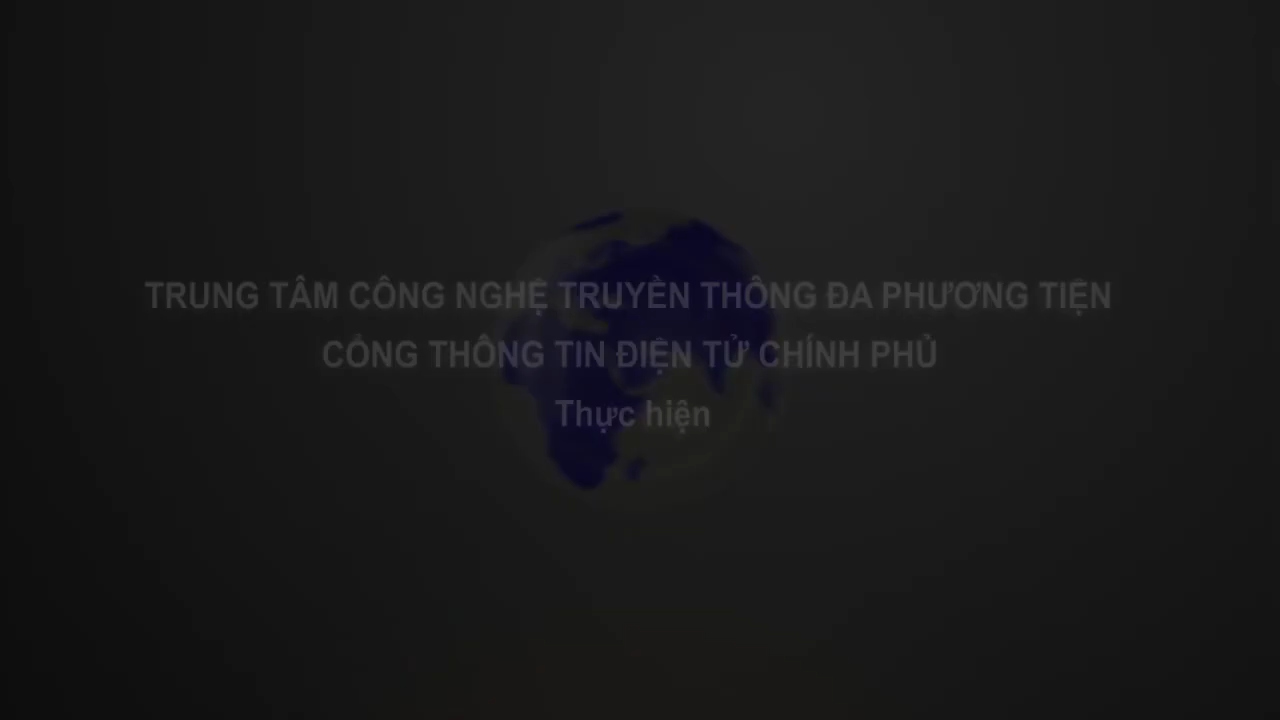 TRUNG TÂM CÔNG NGHỆ TRUYỀN THÔNG ĐA PHƯƠNG TIỆN
CỔNG THÔNG TIN ĐIỆN TỬ CHÍNH PHỦ
Thực hiện